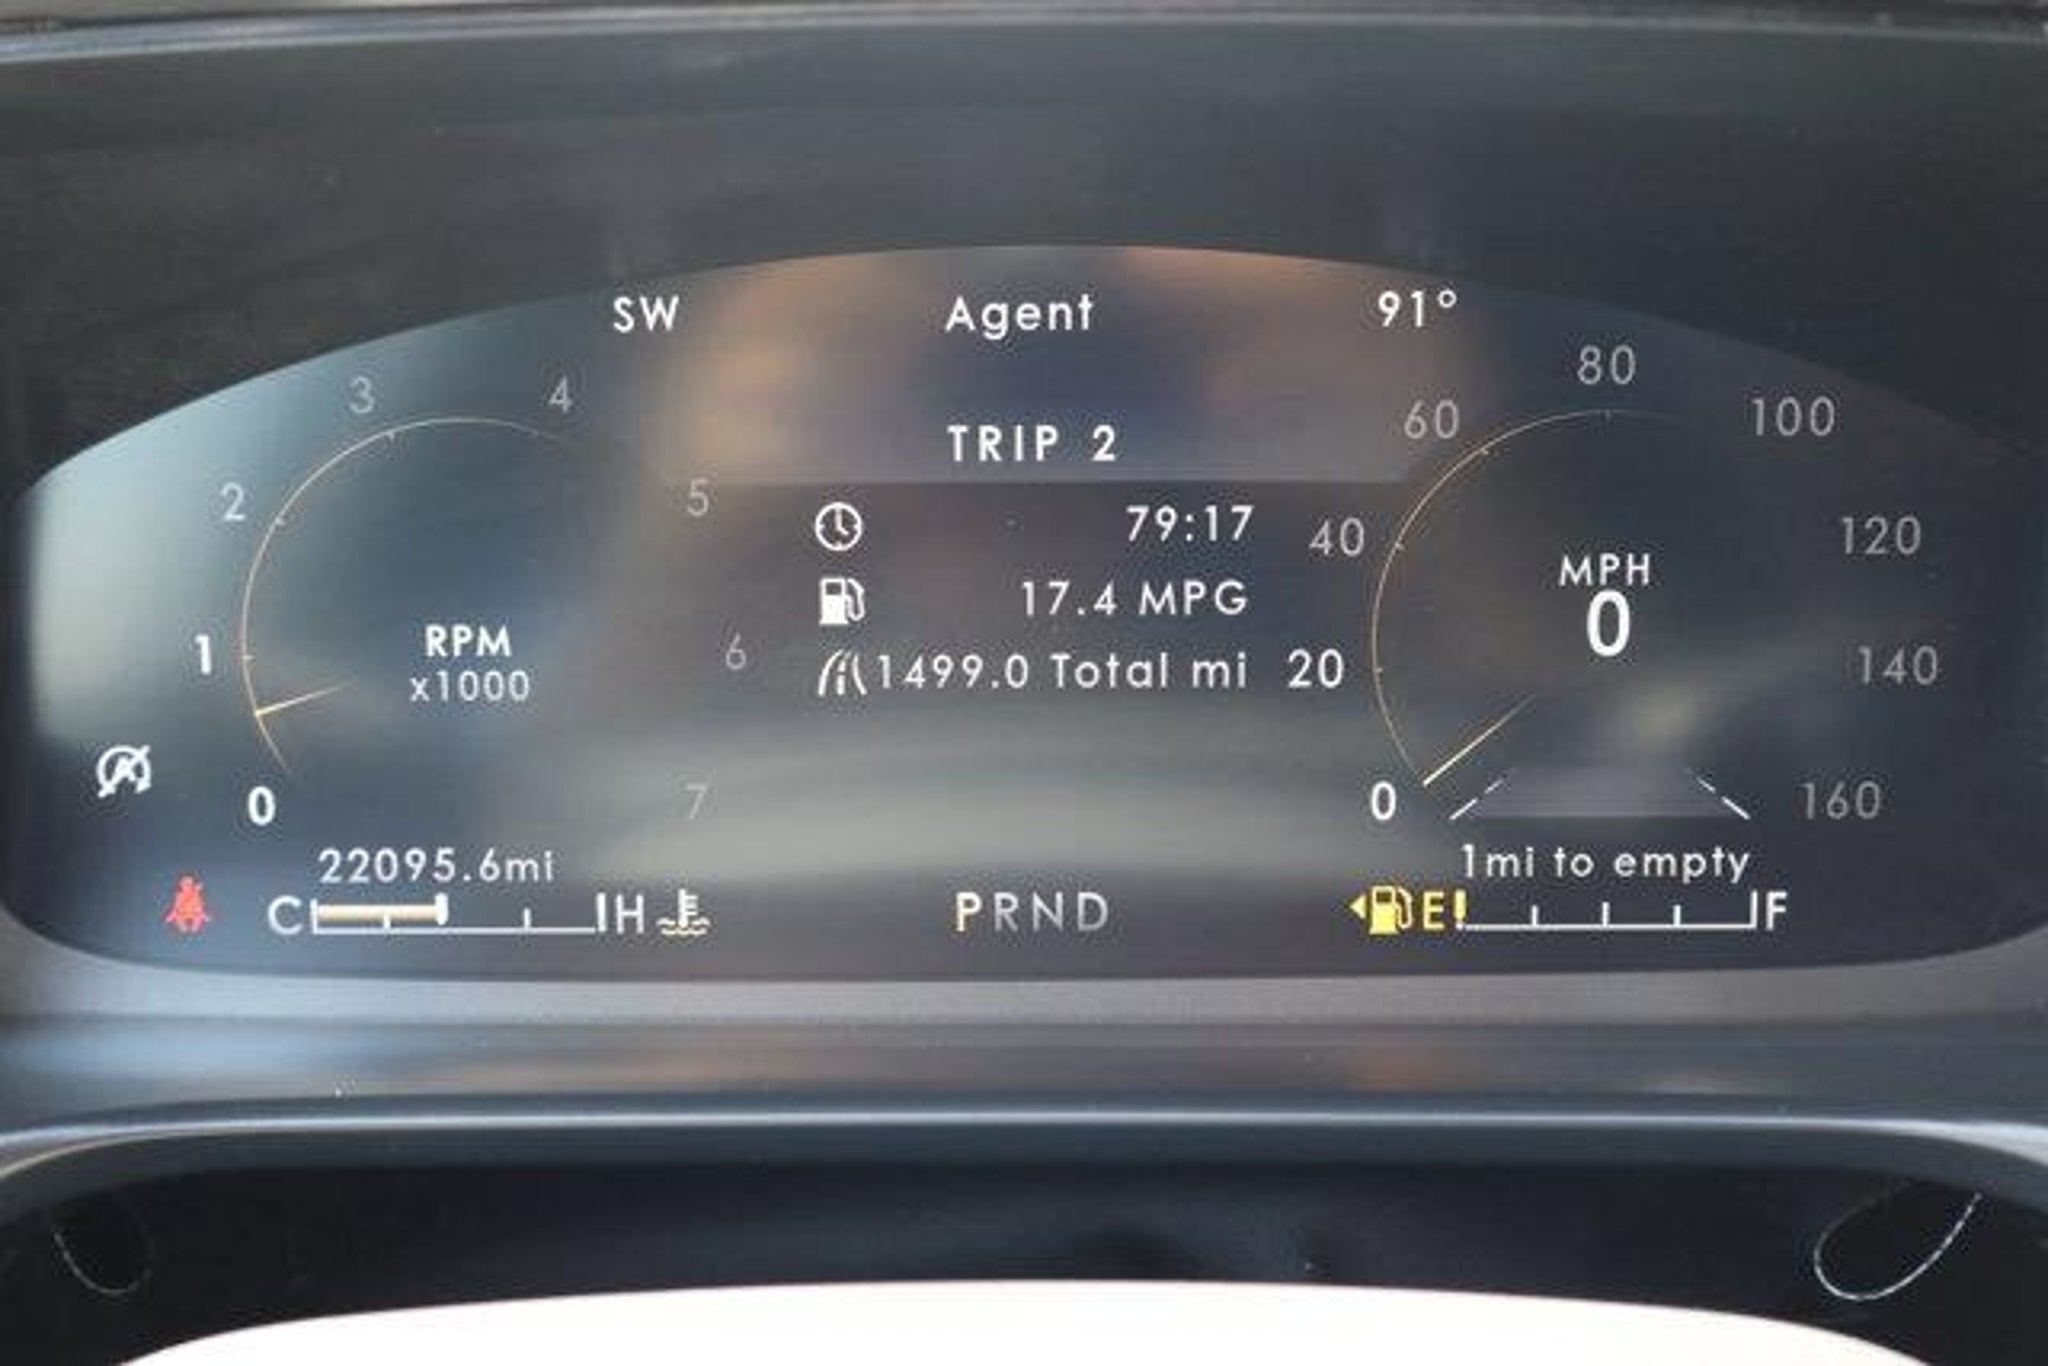 SW Agent 91°
TRIP 2
79:17
17.4 MPG
1499.0 Total mi
0 1 2 3 4 5 6 7
RPM
x1000
0 20 40 60 80 100 120 140 160
MPH
0
22095.6mi
C H
PRND
1mi to empty
E F